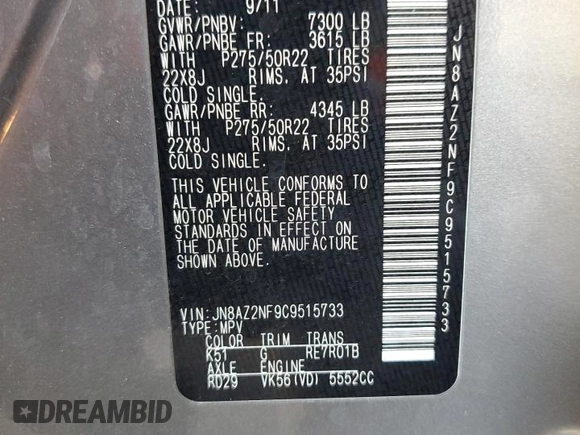 DATE: 9/11
GVWR/PNBV: 7300 LB
GAWR/PNBE FR: 3615 LB
WITH P275/50R22 TIRES
22X8J RIMS, AT 35PSI
COLD SINGLE.
GAWR/PNBE RR: 4345 LB
WITH P275/50R22 TIRES
22X8J RIMS, AT 35PSI
COLD SINGLE.
THIS VEHICLE CONFORMS TO
ALL APPLICABLE FEDERAL
MOTOR VEHICLE SAFETY
STANDARDS IN EFFECT ON
THE DATE OF MANUFACTURE
SHOWN ABOVE.
VIN: JN8AZ2NF9C9515733
TYPE:MPV
COLOR TRIM TRANS
K51 G RE7R01B
AXLE ENGINE
RD29 VK56(VD) 5552CC
JN8AZ2NF9C9515733
DREAMBID